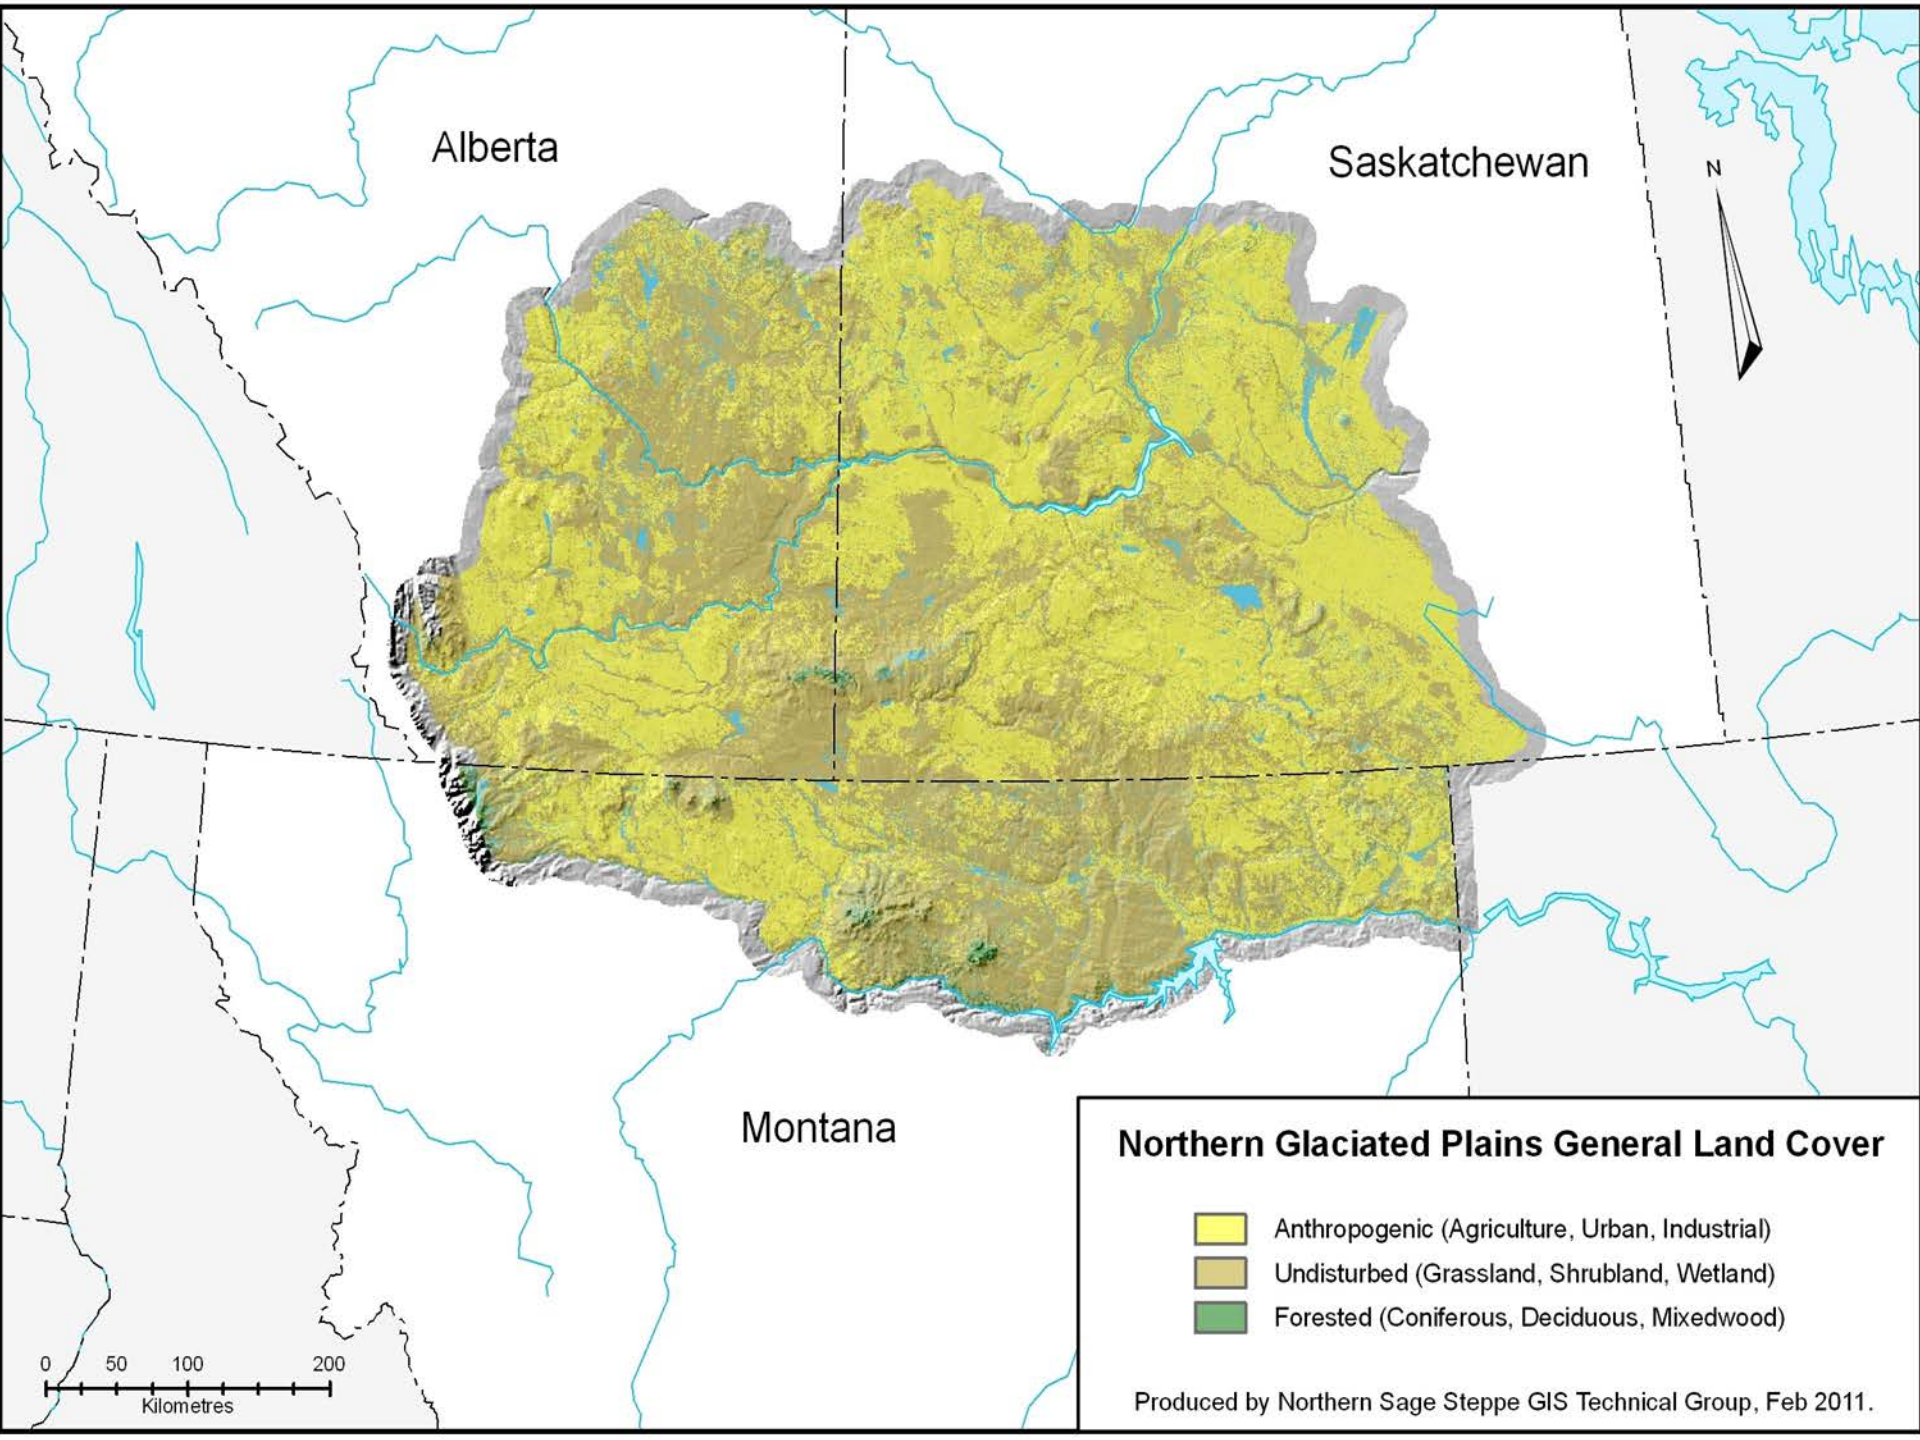 Alberta
Saskatchewan
N
Montana
Northern Glaciated Plains General Land Cover
Anthropogenic (Agriculture, Urban, Industrial)
Undisturbed (Grassland, Shrubland, Wetland)
Forested (Coniferous, Deciduous, Mixedwood)
Produced by Northern Sage Steppe GIS Technical Group, Feb 2011.
0 50 100 200
Kilometres